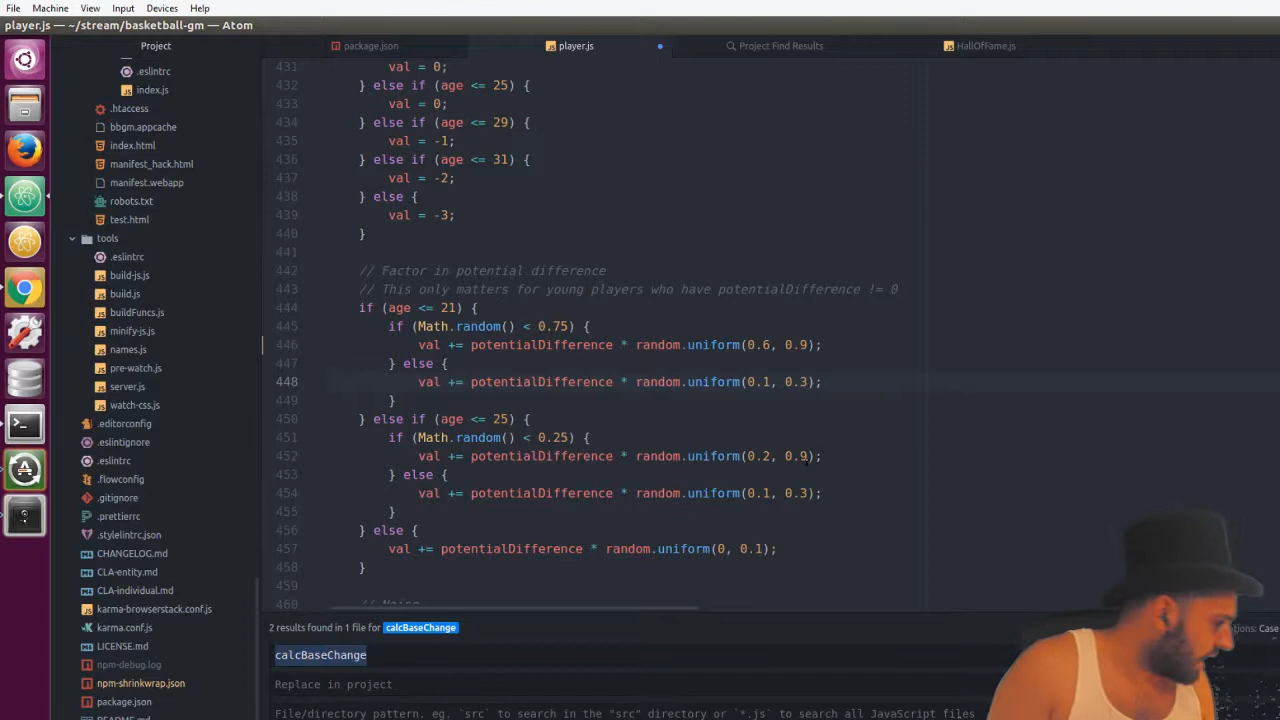 File Machine View Input Devices Help
player.js — ~/stream/basketball-gm — Atom
Project
package.json
player.js
Project Find Results
HallOfFame.js
.eslintrc
index.js
.htaccess
bbgm.appcache
index.html
manifest_hack.html
manifest.webapp
robots.txt
test.html
tools
.eslintrc
build-js.js
build.js
buildFuncs.js
minify-js.js
names.js
pre-watch.js
server.js
watch-css.js
.editorconfig
.eslintignore
.eslintrc
.flowconfig
.gitignore
.prettierrc
.stylelintrc.json
CHANGELOG.md
CLA-entity.md
CLA-individual.md
karma-browserstack.conf.js
karma.conf.js
LICENSE.md
npm-debug.log
npm-shrinkwrap.json
package.json
README.md
431 val = 0;
432 } else if (age <= 25) {
433 val = 0;
434 } else if (age <= 29) {
435 val = -1;
436 } else if (age <= 31) {
437 val = -2;
438 } else {
439 val = -3;
440 }
441
442 // Factor in potential difference
443 // This only matters for young players who have potentialDifference != 0
444 if (age <= 21) {
445 if (Math.random() < 0.75) {
446 val += potentialDifference * random.uniform(0.6, 0.9);
447 } else {
448 val += potentialDifference * random.uniform(0.1, 0.3);
449 }
450 } else if (age <= 25) {
451 if (Math.random() < 0.25) {
452 val += potentialDifference * random.uniform(0.2, 0.9);
453 } else {
454 val += potentialDifference * random.uniform(0.1, 0.3);
455 }
456 } else {
457 val += potentialDifference * random.uniform(0, 0.1);
458 }
459
460 // Noise
2 results found in 1 file for calcBaseChange
Case
calcBaseChange
Replace in project
File/directory pattern. eg. `src` to search in the "src" directory or `*.js` to search all JavaScript files